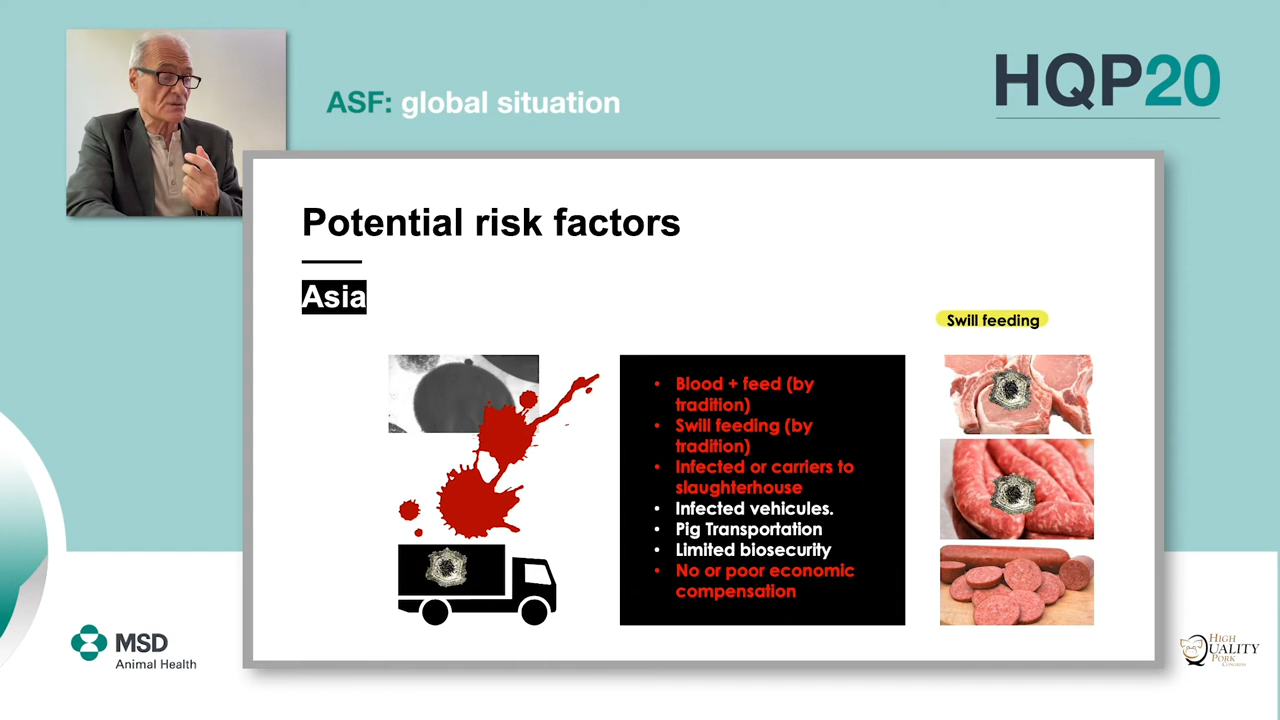 ASF: global situation
HQP20
Potential risk factors
Asia
Swill feeding
• Blood + feed (by
tradition)
• Swill feeding (by
tradition)
• Infected or carriers to
slaughterhouse
• Infected vehicules.
• Pig Transportation
• Limited biosecurity
• No or poor economic
compensation
MSD
Animal Health
HIGH
QUALITY
PORK
CONGRESS